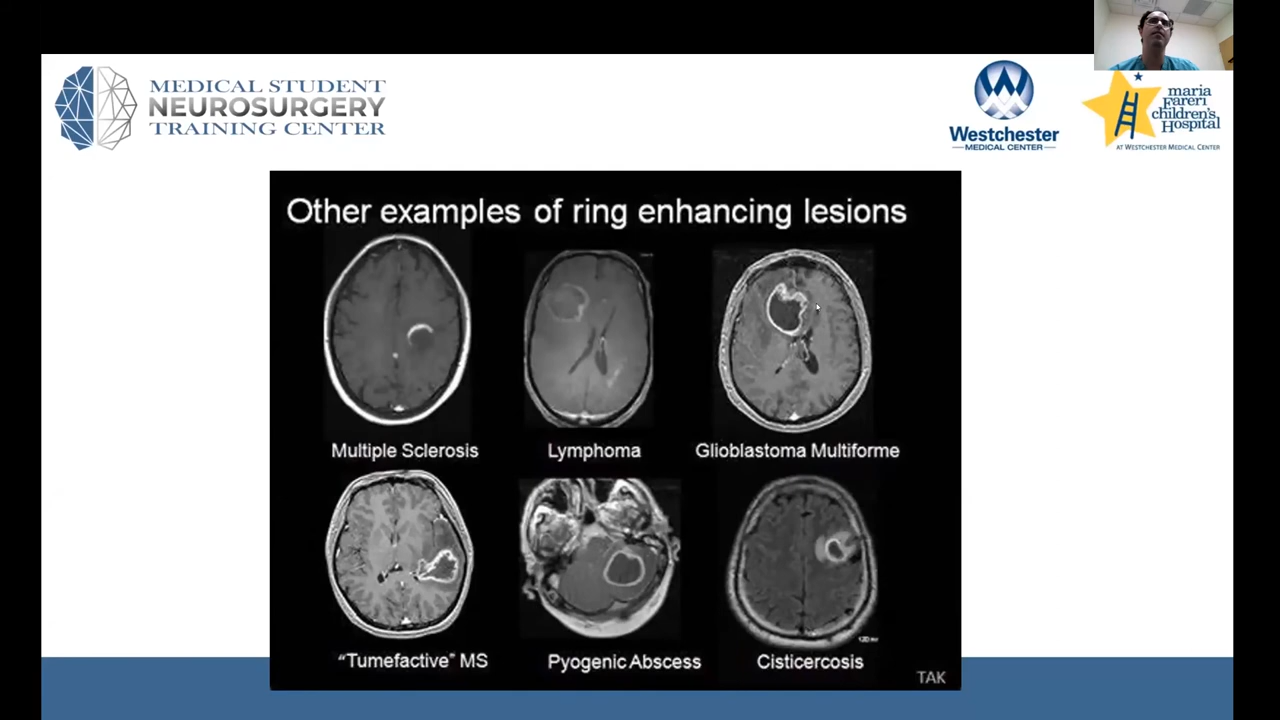 MEDICAL STUDENT
NEUROSURGERY
TRAINING CENTER
Westchester
MEDICAL CENTER
maria
fareri
children's
Hospital
AT WESTCHESTER MEDICAL CENTER
Other examples of ring enhancing lesions
Multiple Sclerosis
Lymphoma
Glioblastoma Multiforme
“Tumefactive” MS
Pyogenic Abscess
Cisticercosis
TAK